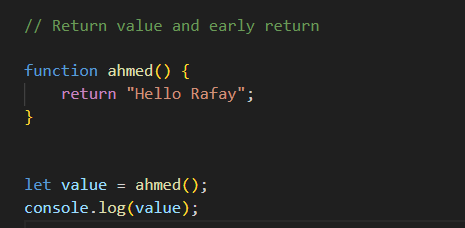 // Return value and early return
function ahmed() {
    return "Hello Rafay";
}
let value = ahmed();
console.log(value);